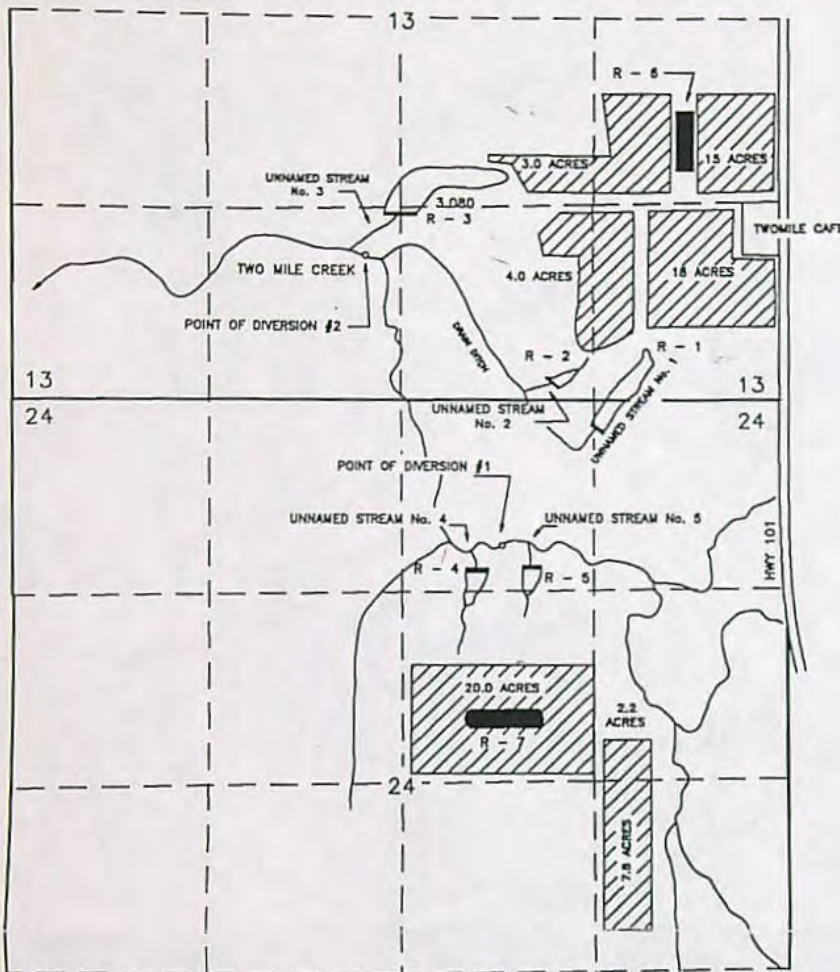 13
R - 6
3.0 ACRES
15 ACRES
UNNAMED STREAM
No. 3
3.080
R - 3
TWOMILE CAFE
TWO MILE CREEK
4.0 ACRES
18 ACRES
POINT OF DIVERSION #2
DRAIN DITCH
R - 2
R - 1
13
13
24
24
UNNAMED STREAM
No. 2
UNNAMED STREAM No. 1
POINT OF DIVERSION #1
UNNAMED STREAM No. 4
UNNAMED STREAM No. 5
HWY 101
R - 4
R - 5
20.0 ACRES
2.2
ACRES
R - 7
24
7.8 ACRES